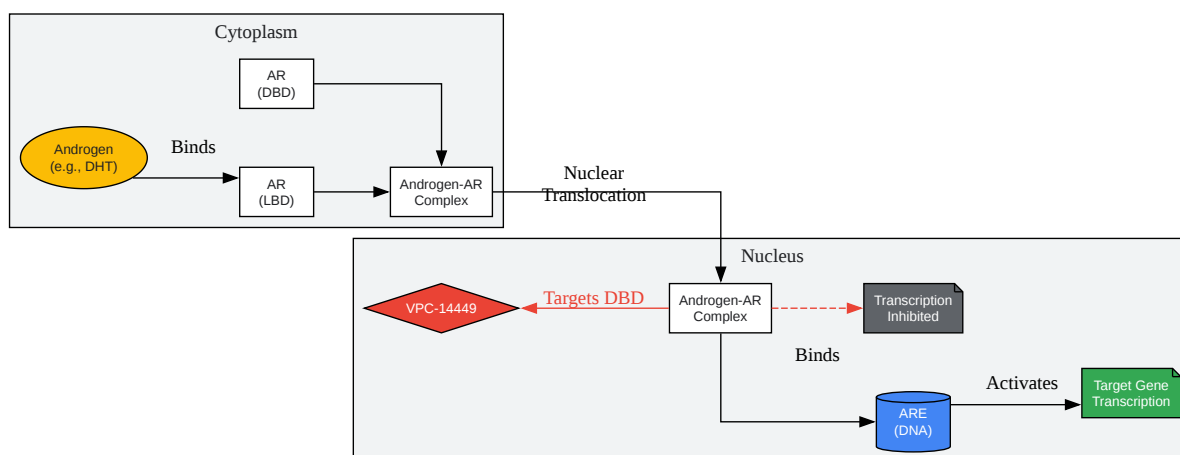 Cytoplasm
AR
(DBD)
Androgen
(e.g., DHT)
Binds
AR
(LBD)
Androgen-AR
Complex
Nuclear
Translocation
Nucleus
VPC-14449
Targets DBD
Androgen-AR
Complex
Transcription
Inhibited
Binds
ARE
(DNA)
Activates
Target Gene
Transcription